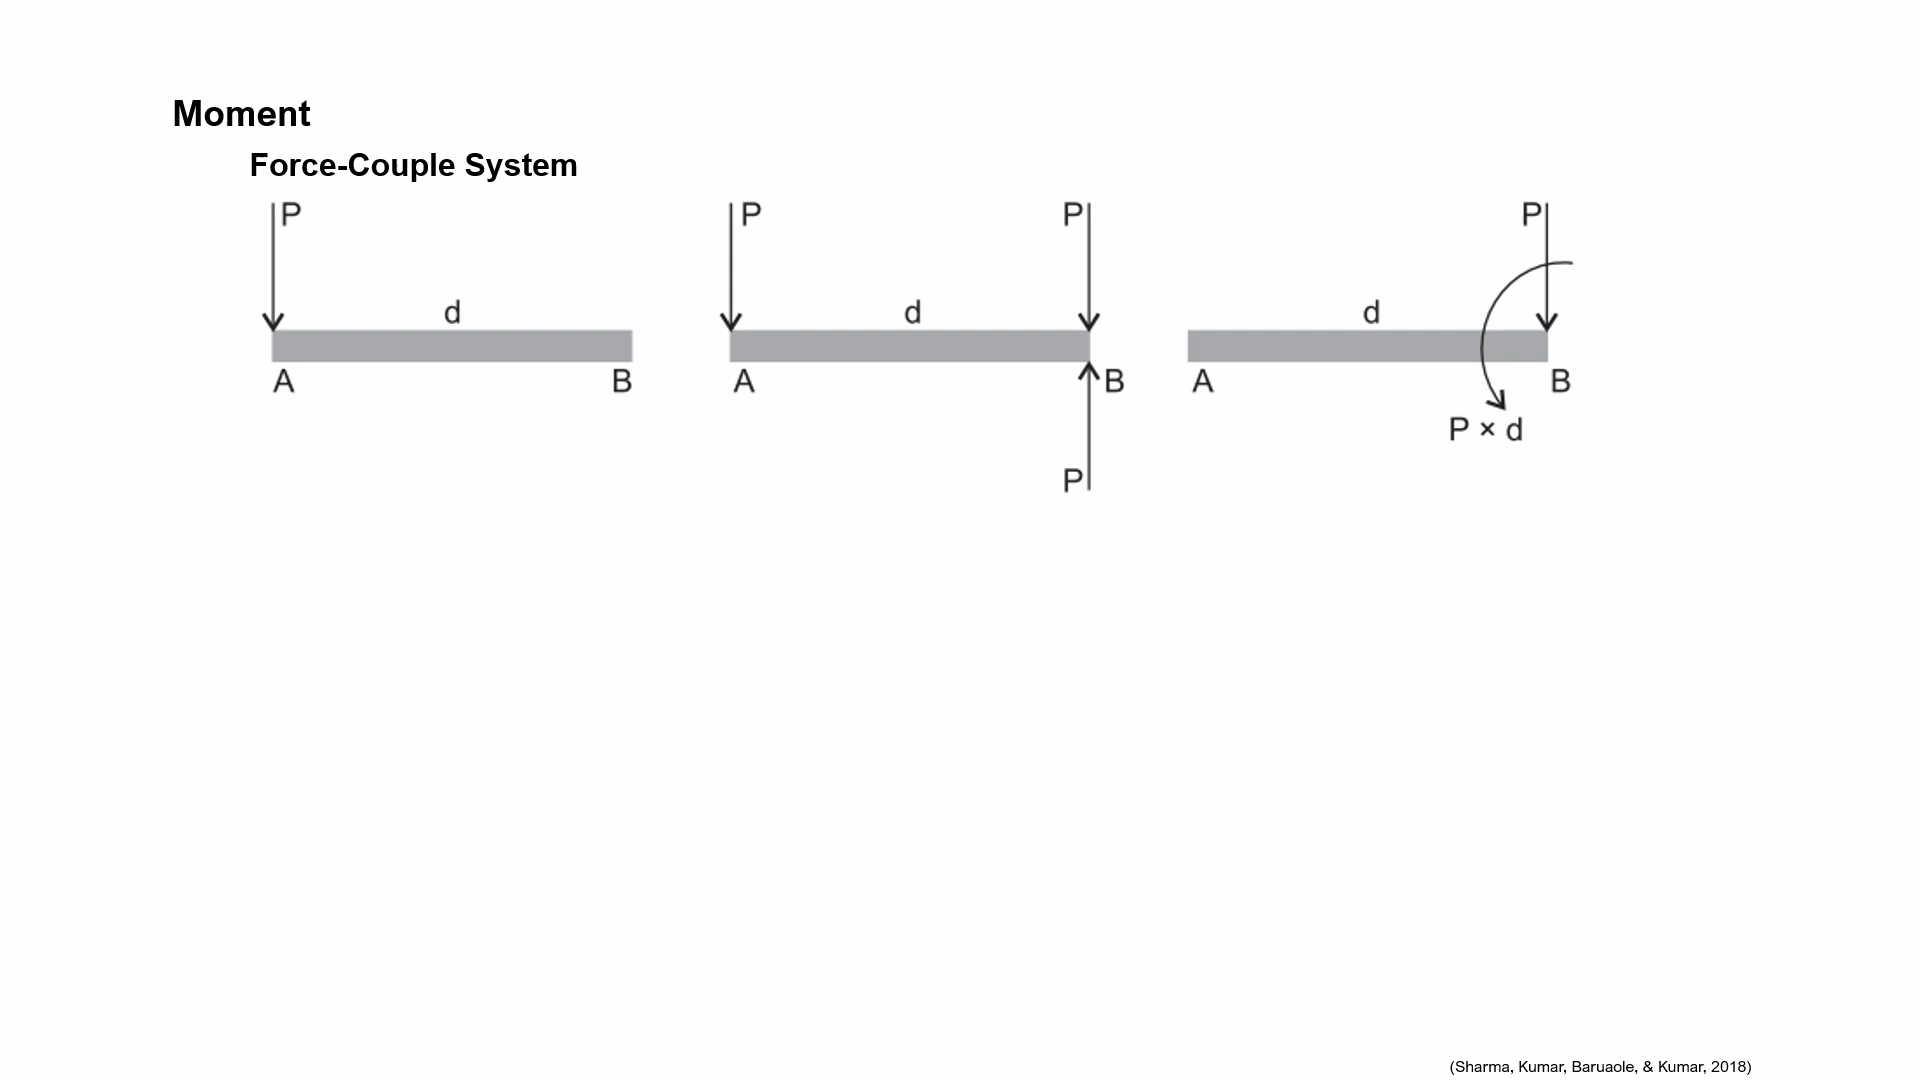 Moment
Force-Couple System
P
d
A B
P P
d
A B
P
P
d
A B
P × d
(Sharma, Kumar, Baruaole, & Kumar, 2018)